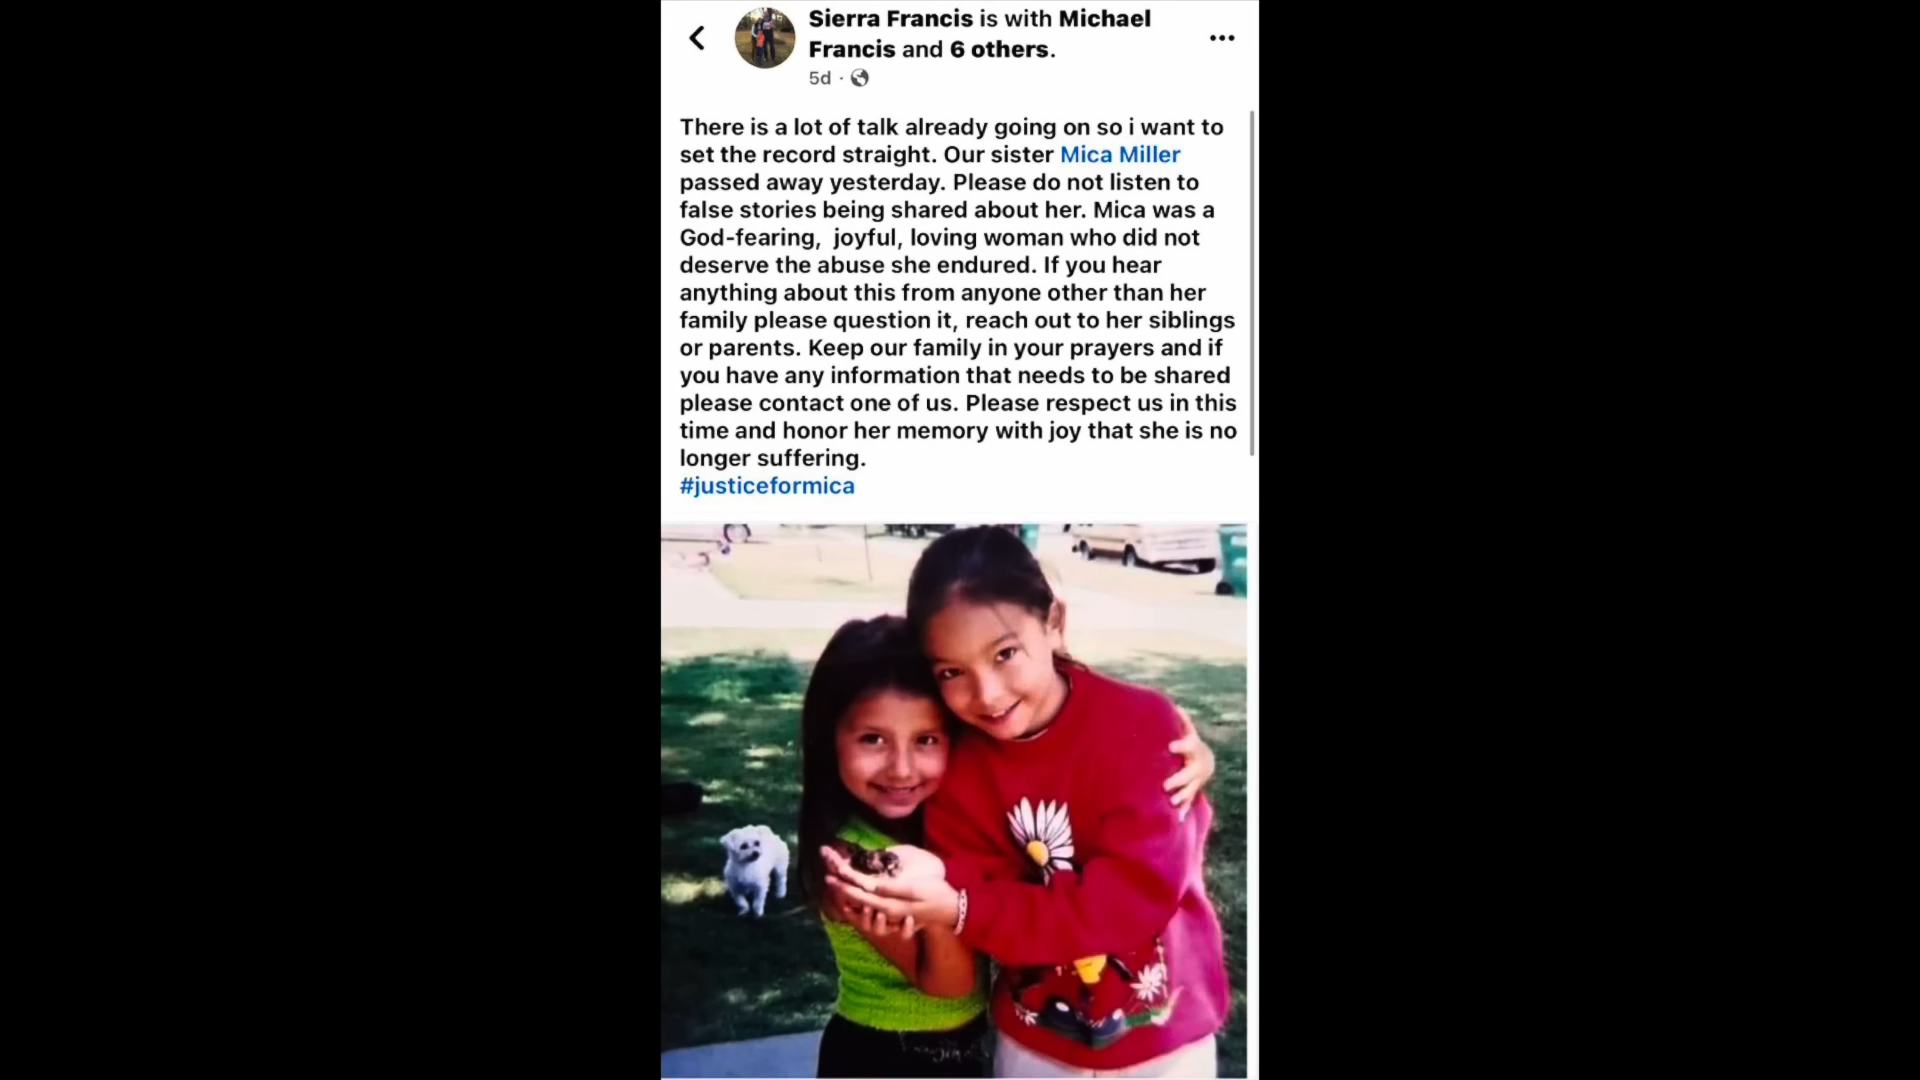 Sierra Francis is with Michael
Francis and 6 others.
5d ·
There is a lot of talk already going on so i want to
set the record straight. Our sister Mica Miller
passed away yesterday. Please do not listen to
false stories being shared about her. Mica was a
God-fearing, joyful, loving woman who did not
deserve the abuse she endured. If you hear
anything about this from anyone other than her
family please question it, reach out to her siblings
or parents. Keep our family in your prayers and if
you have any information that needs to be shared
please contact one of us. Please respect us in this
time and honor her memory with joy that she is no
longer suffering.
#justiceformica